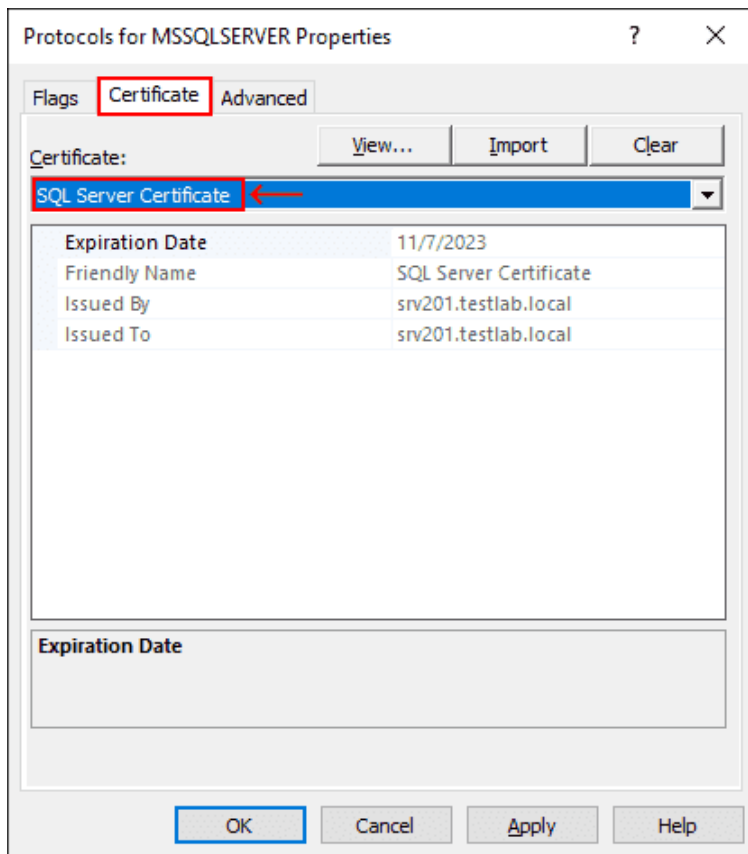 Protocols for MSSQLSERVER Properties ? ×
Flags Certificate Advanced
Certificate: View... Import Clear
SQL Server Certificate
Expiration Date 11/7/2023
Friendly Name SQL Server Certificate
Issued By srv201.testlab.local
Issued To srv201.testlab.local
Expiration Date
OK Cancel Apply Help